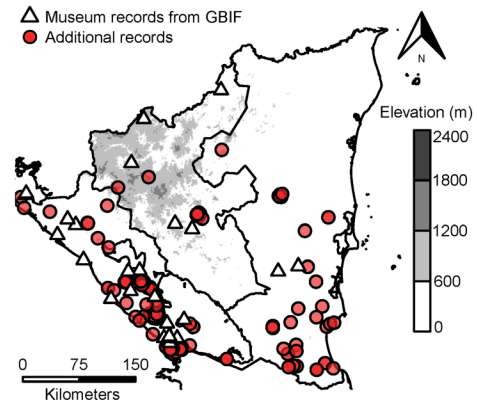 Museum records from GBIF
Additional records
N
Elevation (m)
2400
1800
1200
600
0
0 75 150
Kilometers